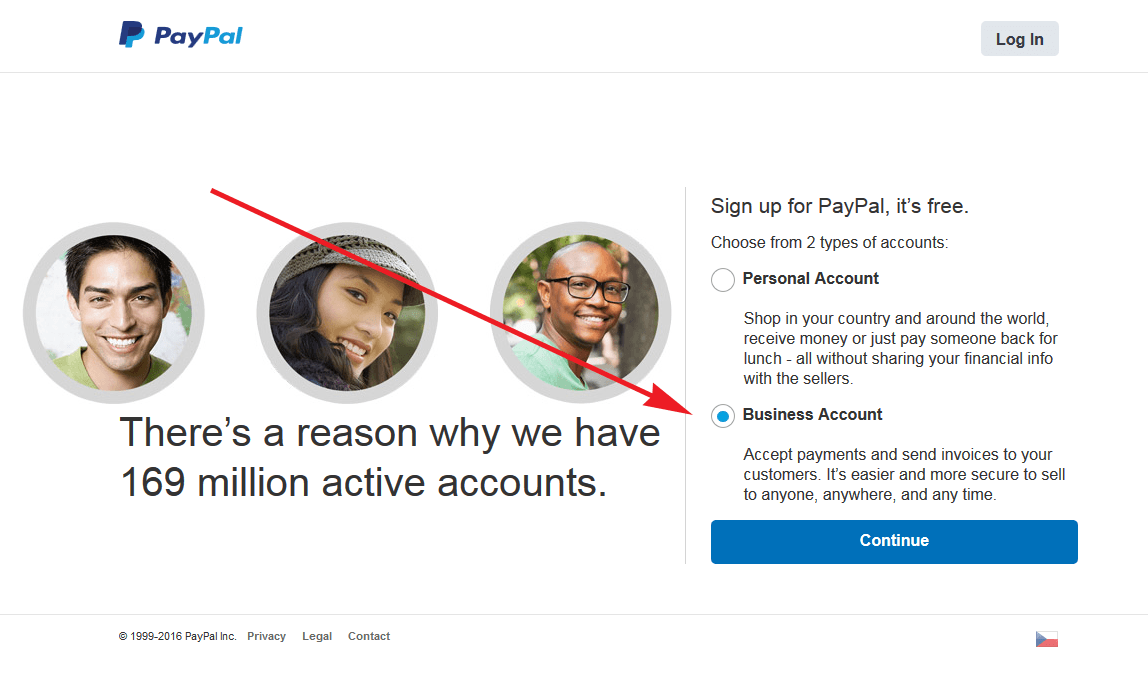 PayPal
Log In
There’s a reason why we have
169 million active accounts.
Sign up for PayPal, it’s free.
Choose from 2 types of accounts:
Personal Account
Shop in your country and around the world,
receive money or just pay someone back for
lunch - all without sharing your financial info
with the sellers.
Business Account
Accept payments and send invoices to your
customers. It’s easier and more secure to sell
to anyone, anywhere, and any time.
Continue
© 1999-2016 PayPal Inc. Privacy Legal Contact